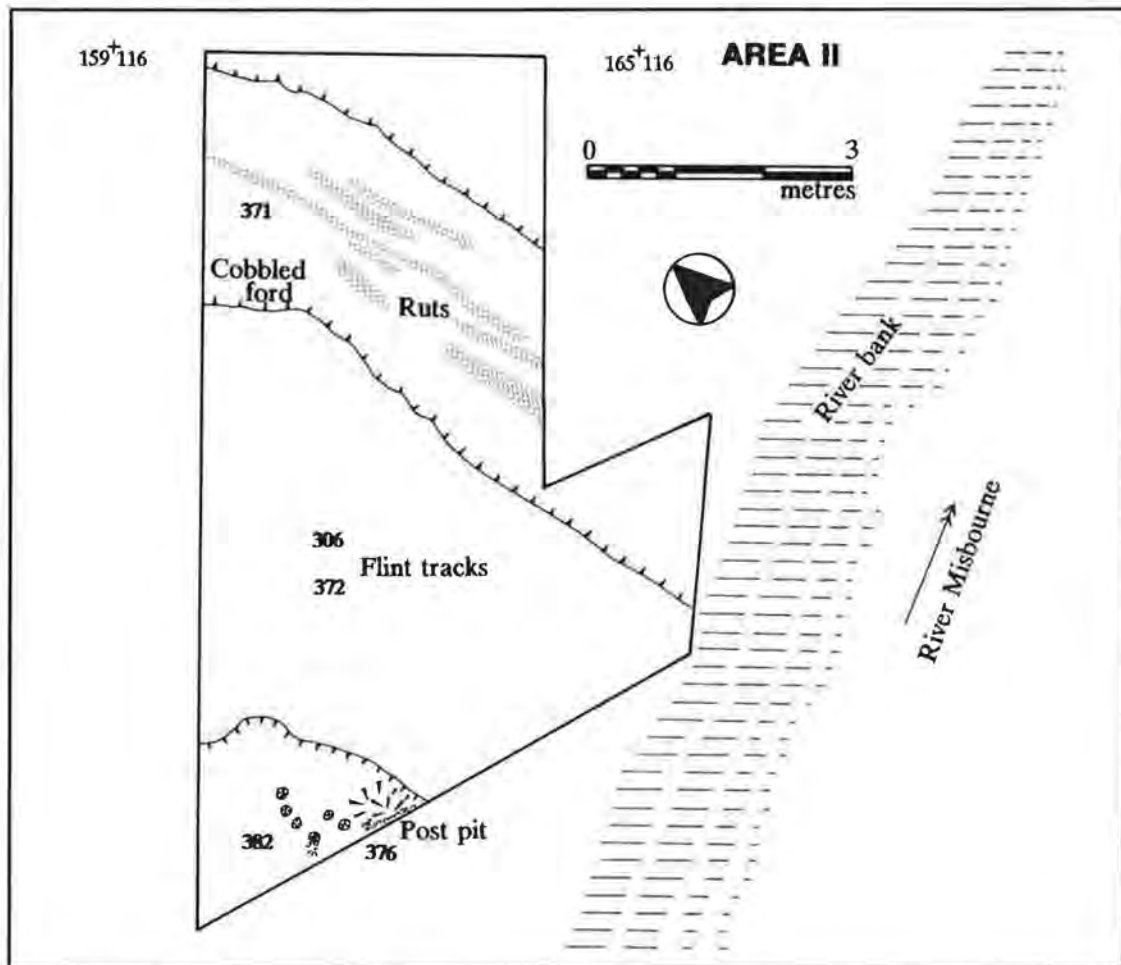 159 116
165 116
AREA II
0 3
metres
371
Cobbled
ford
Ruts
River bank
306
Flint tracks
372
River Misbourne
Post pit
382
376